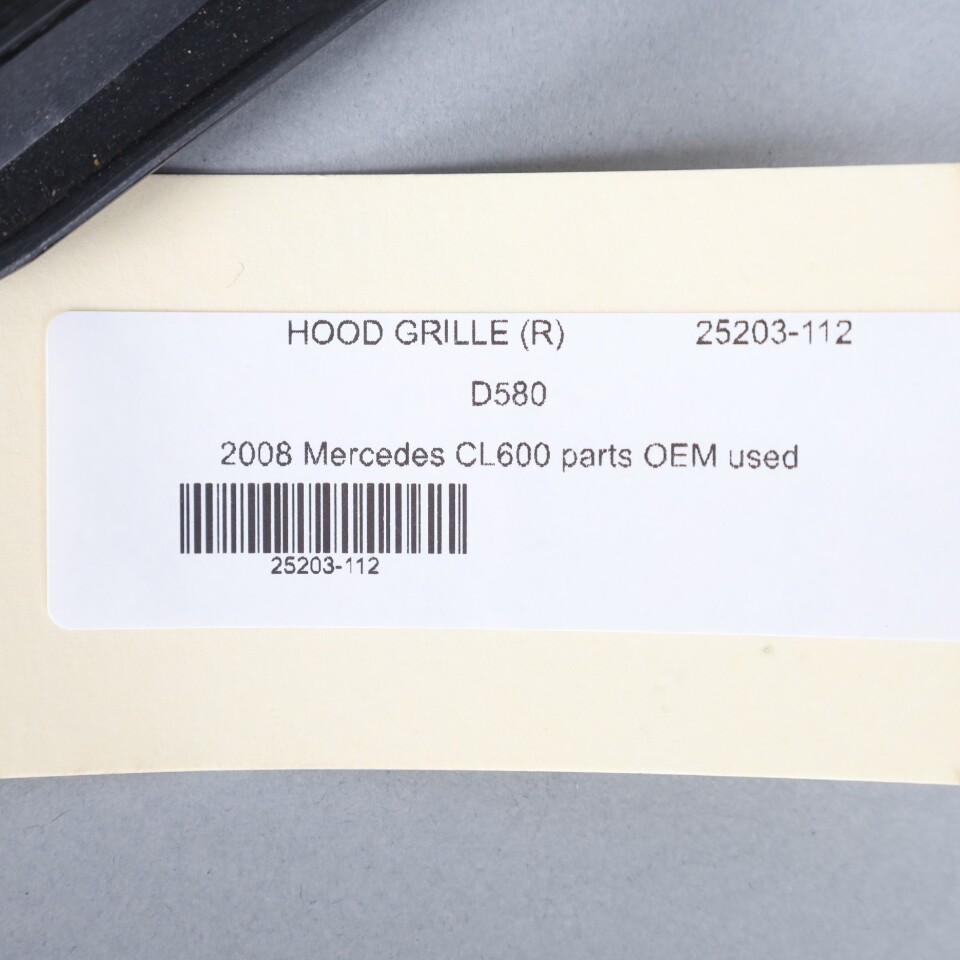 HOOD GRILLE (R) 25203-112
D580
2008 Mercedes CL600 parts OEM used
25203-112